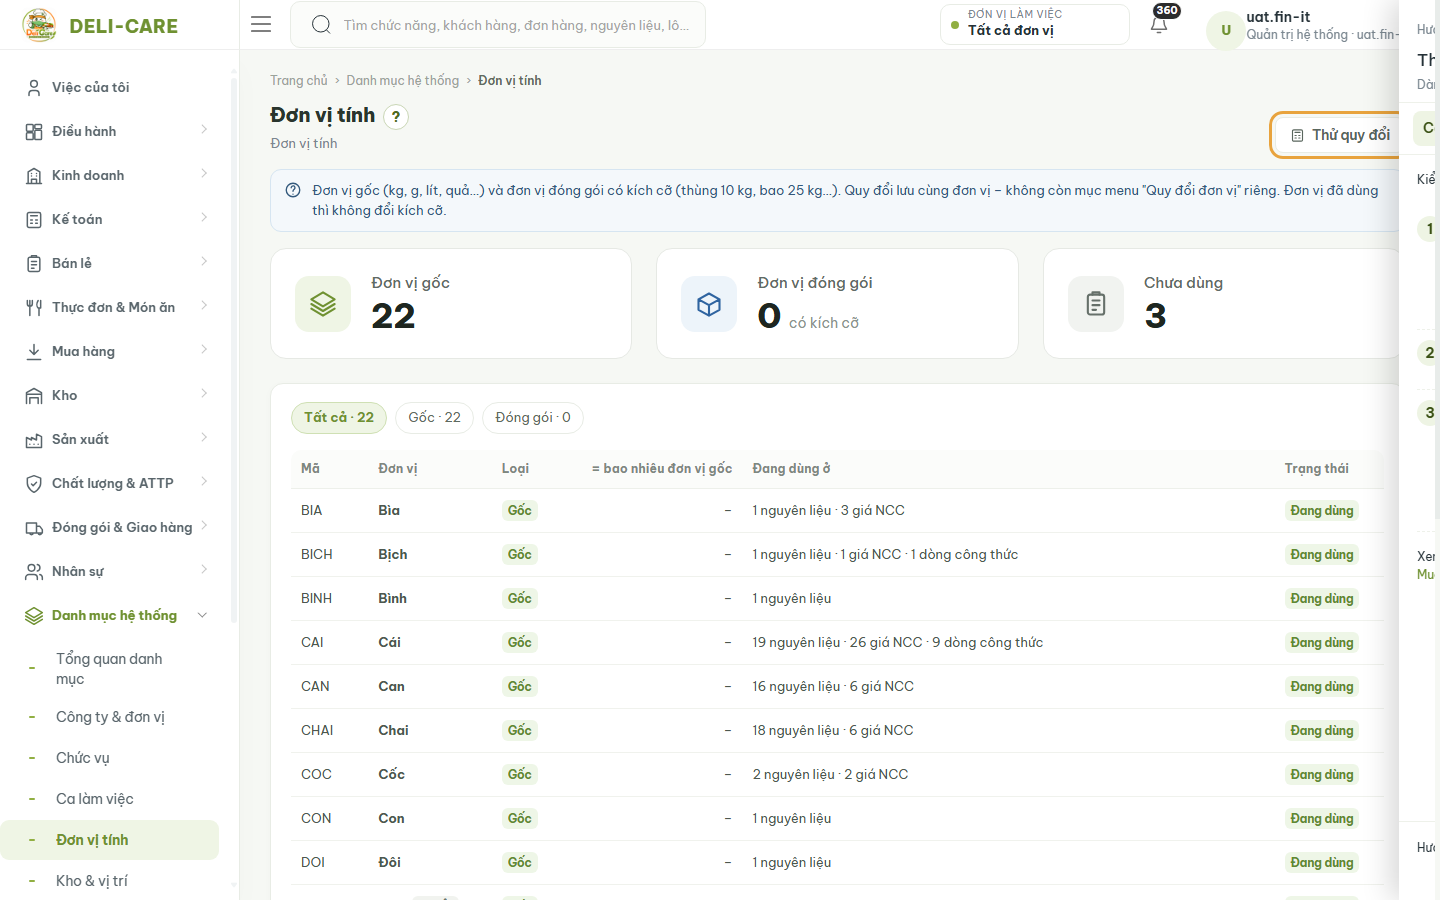 DELI-CARE
Tìm chức năng, khách hàng, đơn hàng, nguyên liệu, lô...
ĐƠN VỊ LÀM VIỆC
Tất cả đơn vị
360
U
uat.fin-it
Quản trị hệ thống · uat.fin-
Việc của tôi
Điều hành
Kinh doanh
Kế toán
Bán lẻ
Thực đơn & Món ăn
Mua hàng
Kho
Sản xuất
Chất lượng & ATTP
Đóng gói & Giao hàng
Nhân sự
Danh mục hệ thống
Tổng quan danh
mục
Công ty & đơn vị
Chức vụ
Ca làm việc
Đơn vị tính
Kho & vị trí
Trang chủ › Danh mục hệ thống › Đơn vị tính
Đơn vị tính ?
Đơn vị tính
Thử quy đổi
Đơn vị gốc (kg, g, lít, quả...) và đơn vị đóng gói có kích cỡ (thùng 10 kg, bao 25 kg...). Quy đổi lưu cùng đơn vị – không còn mục menu "Quy đổi đơn vị" riêng. Đơn vị đã dùng
thì không đổi kích cỡ.
Đơn vị gốc
22
Đơn vị đóng gói
0 có kích cỡ
Chưa dùng
3
Tất cả · 22 Gốc · 22 Đóng gói · 0
Mã Đơn vị Loại = bao nhiêu đơn vị gốc Đang dùng ở Trạng thái
BIA Bìa Gốc – 1 nguyên liệu · 3 giá NCC Đang dùng
BICH Bịch Gốc – 1 nguyên liệu · 1 giá NCC · 1 dòng công thức Đang dùng
BINH Bình Gốc – 1 nguyên liệu Đang dùng
CAI Cái Gốc – 19 nguyên liệu · 26 giá NCC · 9 dòng công thức Đang dùng
CAN Can Gốc – 16 nguyên liệu · 6 giá NCC Đang dùng
CHAI Chai Gốc – 18 nguyên liệu · 6 giá NCC Đang dùng
COC Cốc Gốc – 2 nguyên liệu · 2 giá NCC Đang dùng
CON Con Gốc – 1 nguyên liệu Đang dùng
DOI Đôi Gốc – 1 nguyên liệu Đang dùng
1
2
3